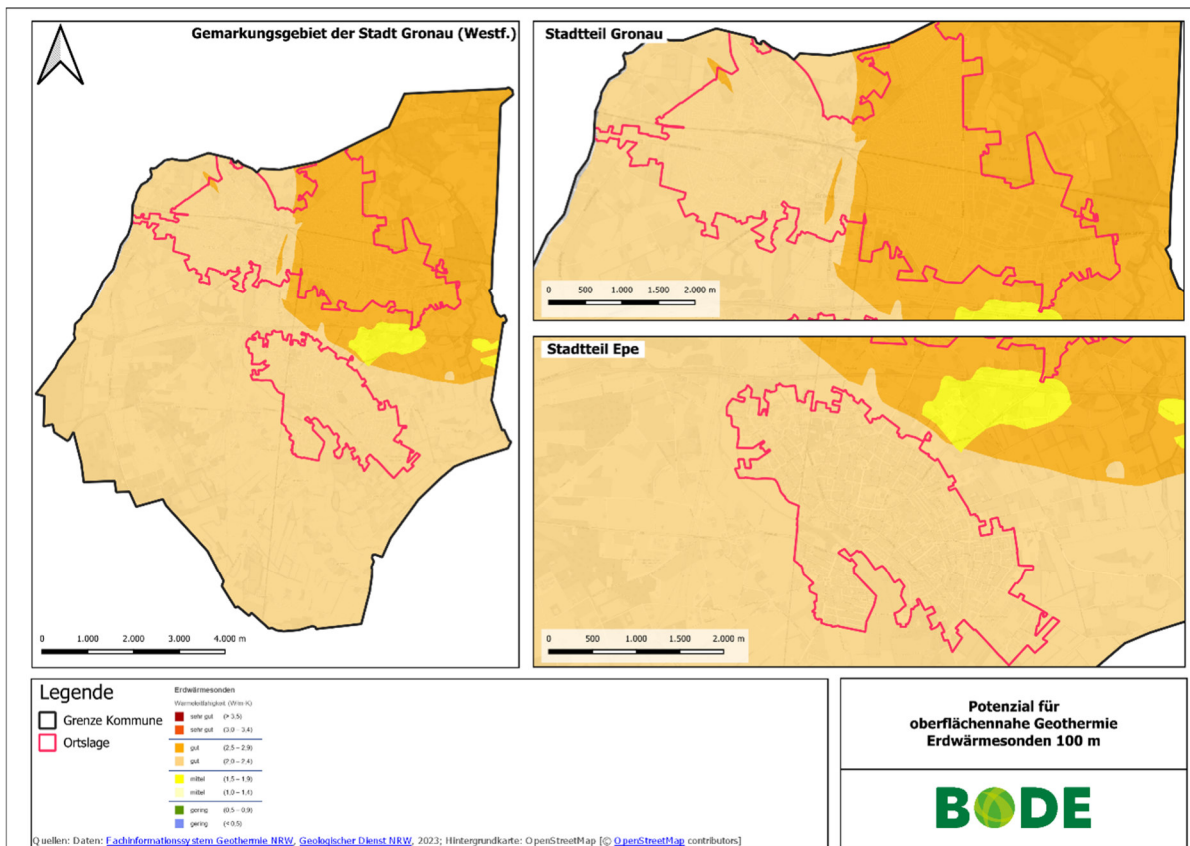 Gemarkungsgebiet der Stadt Gronau (Westf.)
0 1.000 2.000 3.000 4.000 m
Stadtteil Gronau
0 500 1.000 1.500 2.000 m
Stadtteil Epe
0 500 1.000 1.500 2.000 m
Legende
Grenze Kommune
Ortslage
Erdwärmesonden
Wärmeleitfähigkeit (W/m·K)
sehr gut (> 3,5)
sehr gut (3,0 – 3,4)
gut (2,5 – 2,9)
gut (2,0 – 2,4)
mittel (1,5 – 1,9)
mittel (1,0 – 1,4)
gering (0,5 – 0,9)
gering (< 0,5)
Quellen: Daten: Fachinformationssystem Geothermie NRW, Geologischer Dienst NRW, 2023; Hintergrundkarte: OpenStreetMap [© OpenStreetMap contributors]
Potenzial für
oberflächennahe Geothermie
Erdwärmesonden 100 m
BODE